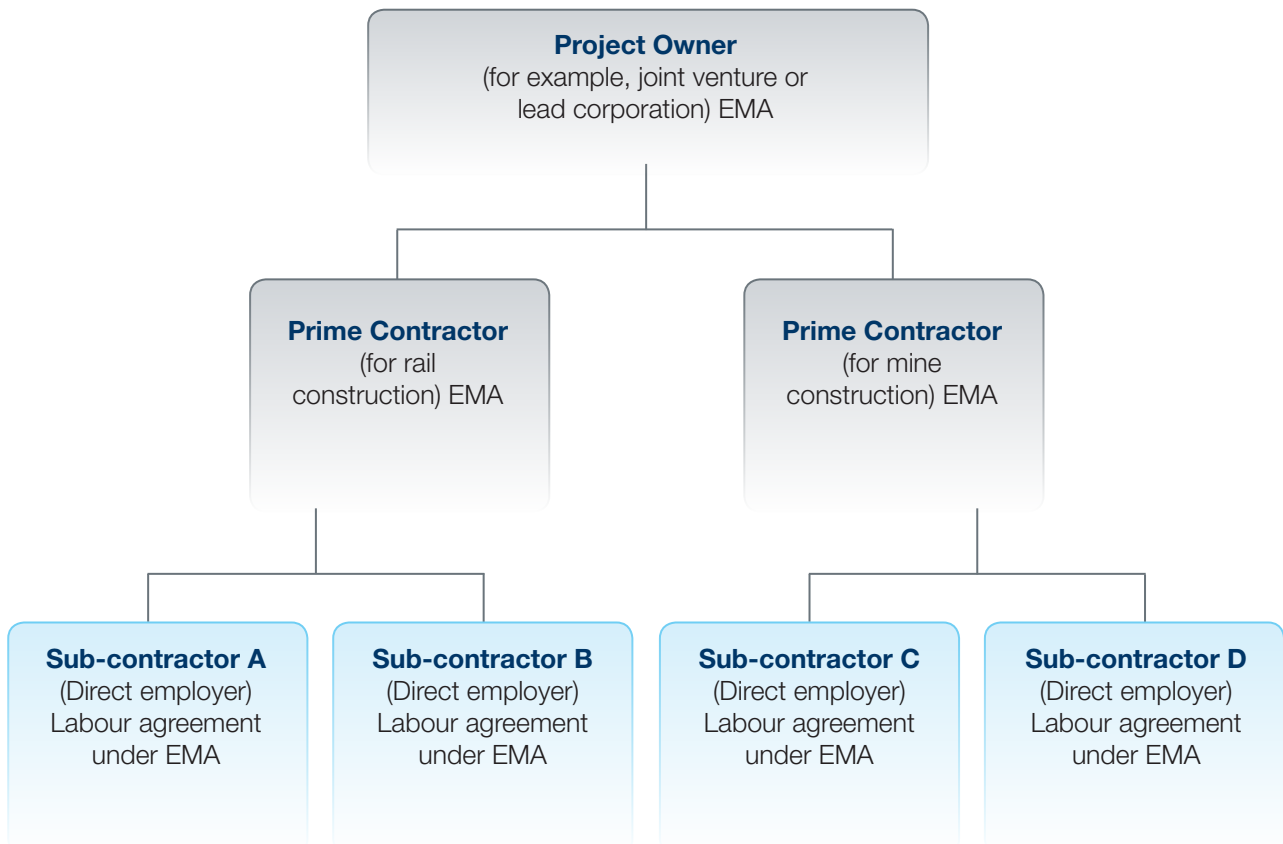 Project Owner
(for example, joint venture or
lead corporation) EMA
Prime Contractor
(for rail
construction) EMA
Prime Contractor
(for mine
construction) EMA
Sub-contractor A
(Direct employer)
Labour agreement
under EMA
Sub-contractor B
(Direct employer)
Labour agreement
under EMA
Sub-contractor C
(Direct employer)
Labour agreement
under EMA
Sub-contractor D
(Direct employer)
Labour agreement
under EMA